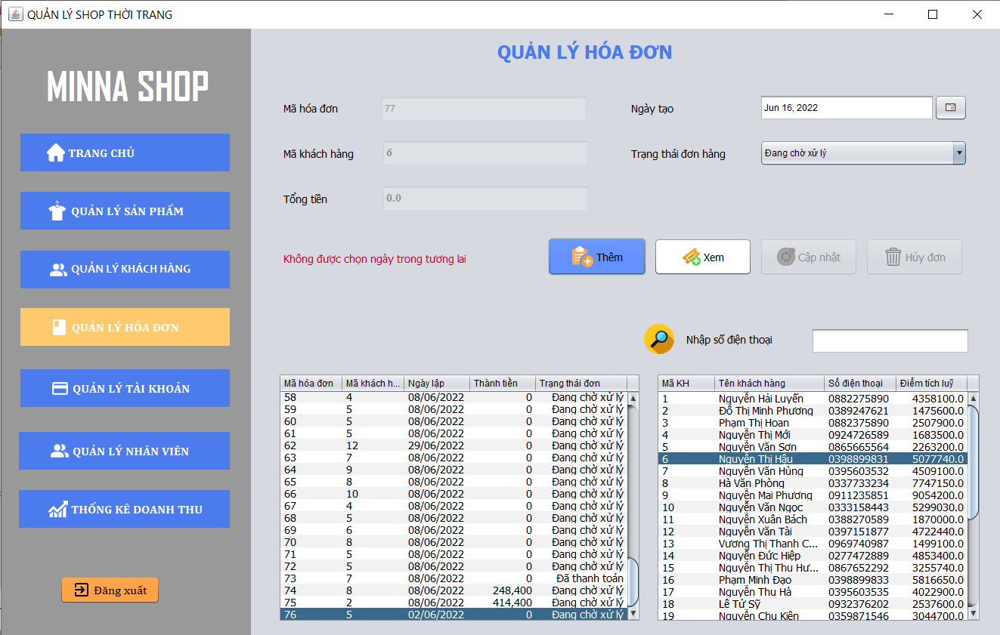 QUẢN LÝ SHOP THỜI TRANG
MINNA SHOP
TRANG CHỦ
QUẢN LÝ SẢN PHẨM
QUẢN LÝ KHÁCH HÀNG
QUẢN LÝ HÓA ĐƠN
QUẢN LÝ TÀI KHOẢN
QUẢN LÝ NHÂN VIÊN
THỐNG KÊ DOANH THU
Đăng xuất
QUẢN LÝ HÓA ĐƠN
Mã hóa đơn 77 Ngày tạo Jun 16, 2022
Mã khách hàng 6 Trạng thái đơn hàng Đang chờ xử lý
Tổng tiền 0.0
Không được chọn ngày trong tương lai Thêm Xem Cập nhật Hủy đơn
Nhập số điện thoại
Mã hóa đơn Mã khách h... Ngày lập Thành tiền Trạng thái đơn
58 4 08/06/2022 0 Đang chờ xử lý
59 5 08/06/2022 0 Đang chờ xử lý
60 5 08/06/2022 0 Đang chờ xử lý
61 5 08/06/2022 0 Đang chờ xử lý
62 12 29/06/2022 0 Đang chờ xử lý
63 7 08/06/2022 0 Đang chờ xử lý
64 9 08/06/2022 0 Đang chờ xử lý
65 8 08/06/2022 0 Đang chờ xử lý
66 10 08/06/2022 0 Đang chờ xử lý
67 4 08/06/2022 0 Đang chờ xử lý
68 5 08/06/2022 0 Đang chờ xử lý
69 6 08/06/2022 0 Đang chờ xử lý
70 8 08/06/2022 0 Đang chờ xử lý
71 5 08/06/2022 0 Đang chờ xử lý
72 5 08/06/2022 0 Đang chờ xử lý
73 7 08/06/2022 0 Đã thanh toán
74 8 08/06/2022 248,400 Đang chờ xử lý
75 2 08/06/2022 414,400 Đang chờ xử lý
76 5 02/06/2022 0 Đang chờ xử lý
Mã KH Tên khách hàng Số điện thoại Điểm tích luỹ
1 Nguyễn Hải Luyến 0882275890 4358100.0
2 Đỗ Thị Minh Phương 0389247621 1475600.0
3 Phạm Thị Hoan 0882375890 2507900.0
4 Nguyễn Thị Mới 0924726589 1683500.0
5 Nguyễn Văn Sơn 0865665564 2263200.0
6 Nguyễn Thị Hậu 0398899831 5077740.0
7 Nguyễn Văn Hùng 0395603532 4509100.0
8 Hà Văn Phòng 0337733234 7747150.0
9 Nguyễn Mai Phương 0911235851 9054200.0
10 Nguyễn Văn Ngọc 0333158443 5299030.0
11 Nguyễn Xuân Bách 0388270589 1870000.0
12 Nguyễn Văn Tài 0397151877 4722440.0
13 Vương Thị Thanh C... 0969740987 1499100.0
14 Nguyễn Đức Hiệp 0277472889 4853400.0
15 Nguyễn Thị Thu Hư... 0867652292 3255740.0
16 Phạm Minh Đạo 0398899833 5816650.0
17 Nguyễn Thu Hà 0395603535 4022900.0
18 Lê Tử Sỹ 0932376202 2537600.0
19 Nguyễn Chu Kiên 0359871546 3044700.0